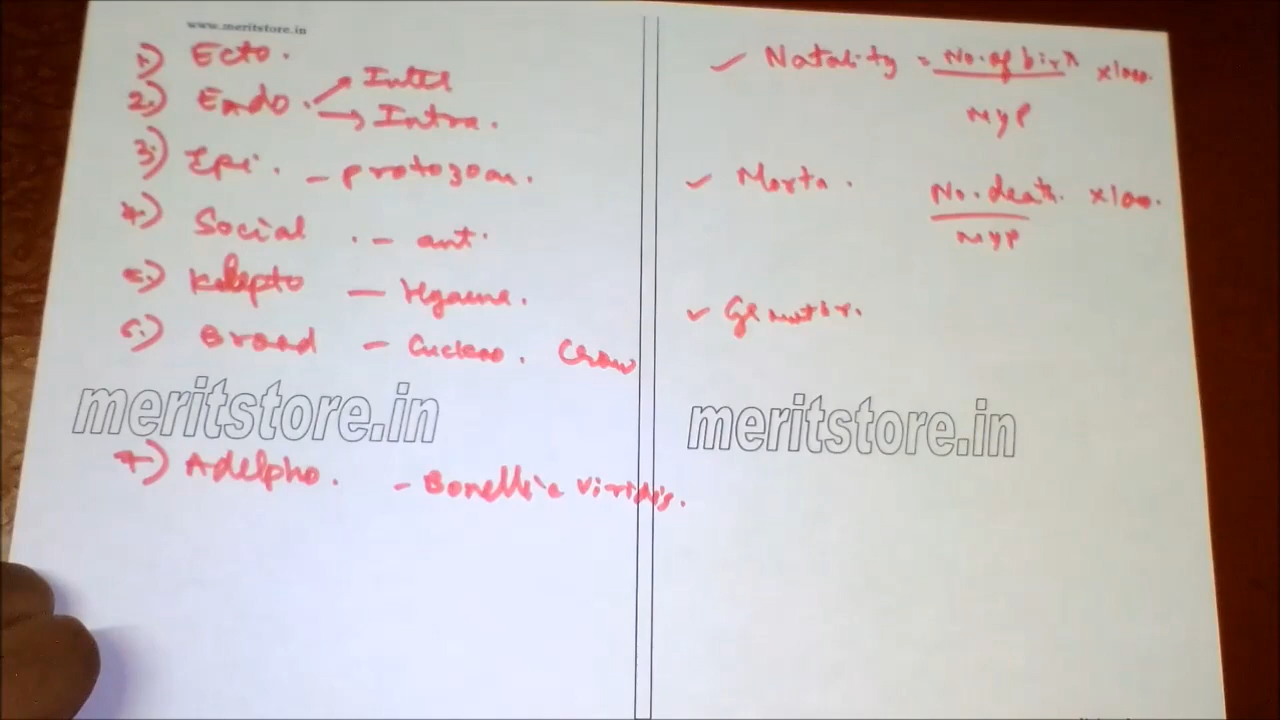 www.meritstore.in
1.) Ecto.
2.) Endo. Inter
Intra.
3.) Epi. - protozoan.
4.) Social. - ant.
5.) Klepto - Hyaena.
6.) Brood - Cuckoo. Crow
meritstore.in
7.) Adelpho. - Bonellia viridis.
✓ Natality = No. of birth x1000.
MYP
✓ Morta. No. death. x100.
MYP
✓
meritstore.in